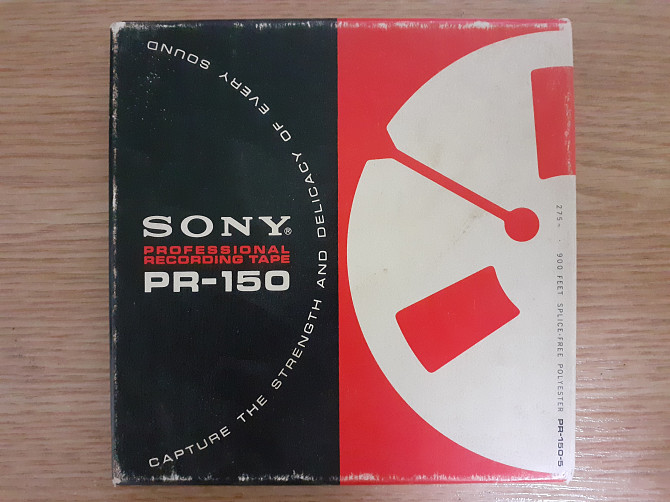 CAPTURE THE STRENGTH AND DELICACY OF EVERY SOUND
SONY®
PROFESSIONAL
RECORDING TAPE
PR-150
275m · 900 FEET SPLICE-FREE POLYESTER PR-150-5